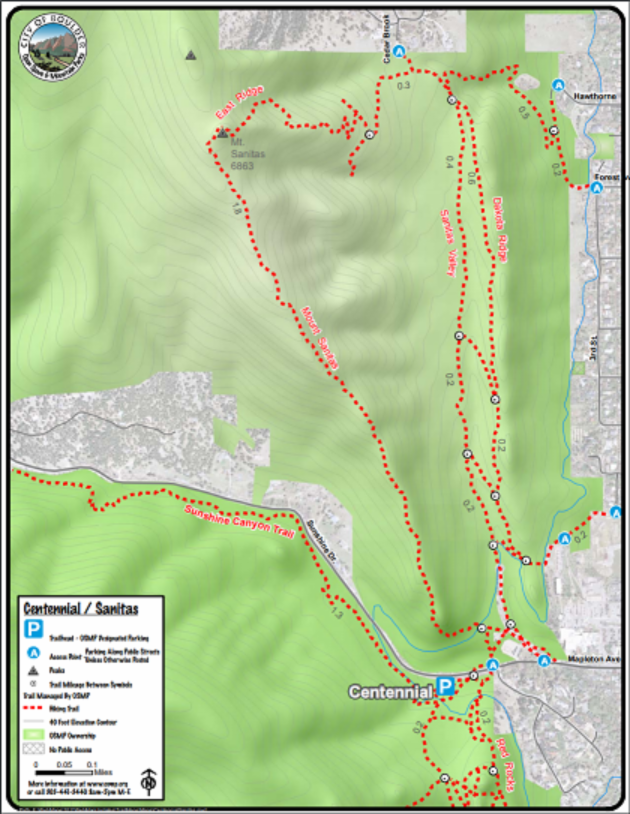 CITY OF BOULDER
Open Space & Mountain Parks
Cedar Brook
Hawthorne
0.3
East Ridge
0.5
Mt.
Sanitas
6863
0.4
0.6
0.2
Forest
1.8
Sanitas Valley
Dakota Ridge
Mount Sanitas
3rd St.
0.2
0.2
0.2
Sunshine Canyon Trail
Sunshine Dr.
0.2
1.3
Mapleton Ave
Centennial
P
0.2
0.2
Red Rocks
Centennial / Sanitas
P Trailhead - OSMP Designated Parking
A Access Point Parking Along Public Streets
Unless Otherwise Posted
Peaks
Trail Mileage Between Symbols
Trail Managed By OSMP
Hiking Trail
40 Foot Elevation Contour
OSMP Ownership
No Public Access
0 0.05 0.1
Miles
More information at www.osmp.org
or call 303-441-3440 8am-5pm M-F
N